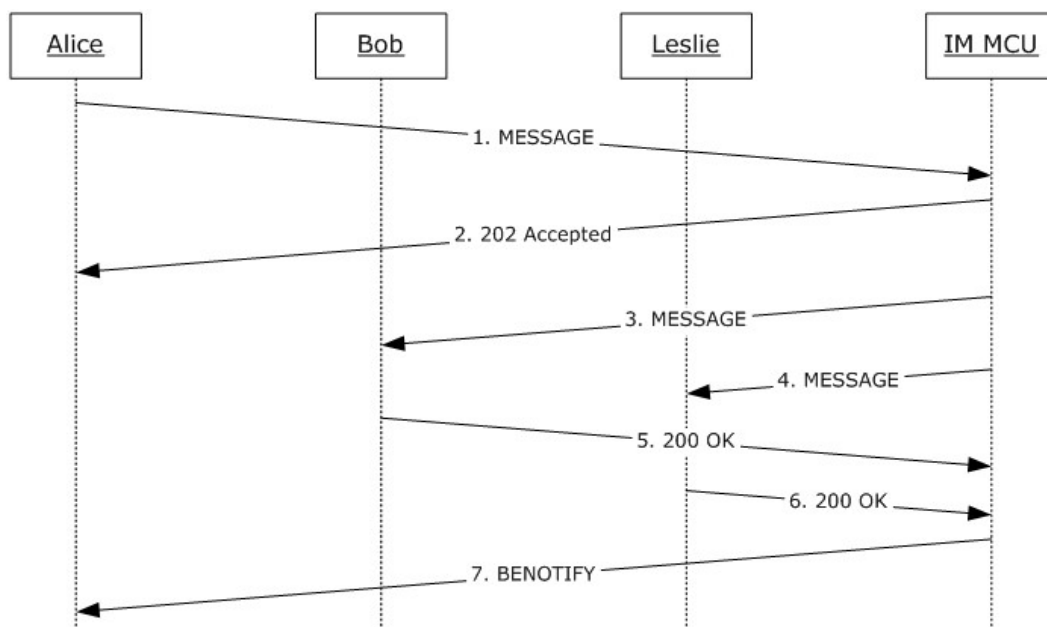 Alice
Bob
Leslie
IM MCU
1. MESSAGE
2. 202 Accepted
3. MESSAGE
4. MESSAGE
5. 200 OK
6. 200 OK
7. BENOTIFY